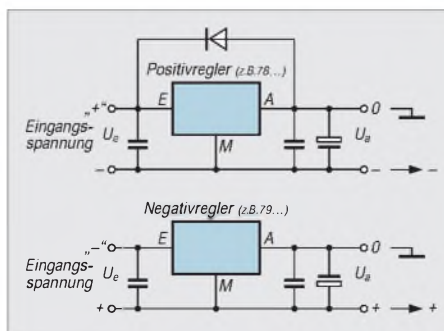 Positivregler (z.B.78...)
„+“ E A 0
Eingangs-
spannung Ue Ua
M
– – –
Negativregler (z.B.79...)
„–“ E A 0
Eingangs-
spannung Ue Ua
M
+ + +